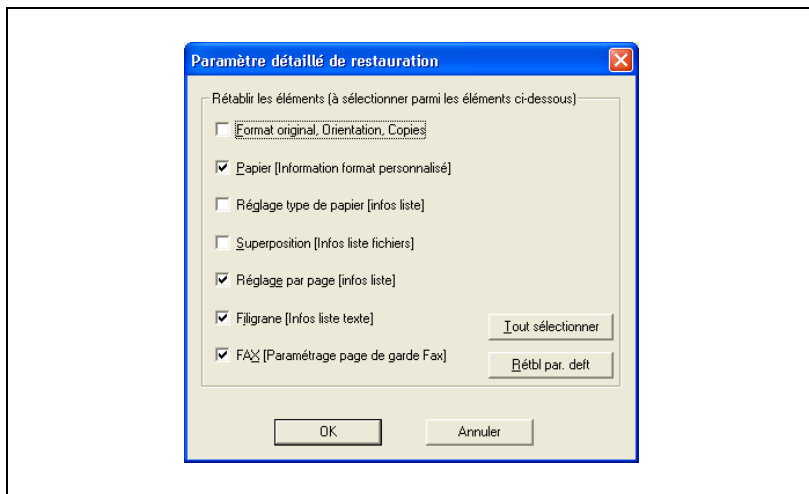 Paramètre détaillé de restauration
Rétablir les éléments (à sélectionner parmi les éléments ci-dessous)
Format original, Orientation, Copies
Papier [Information format personnalisé]
Réglage type de papier [infos liste]
Superposition [Infos liste fichiers]
Réglage par page [infos liste]
Filigrane [Infos liste texte]
Tout sélectionner
FAX [Paramétrage page de garde Fax]
Rétbl par. deft
OK
Annuler